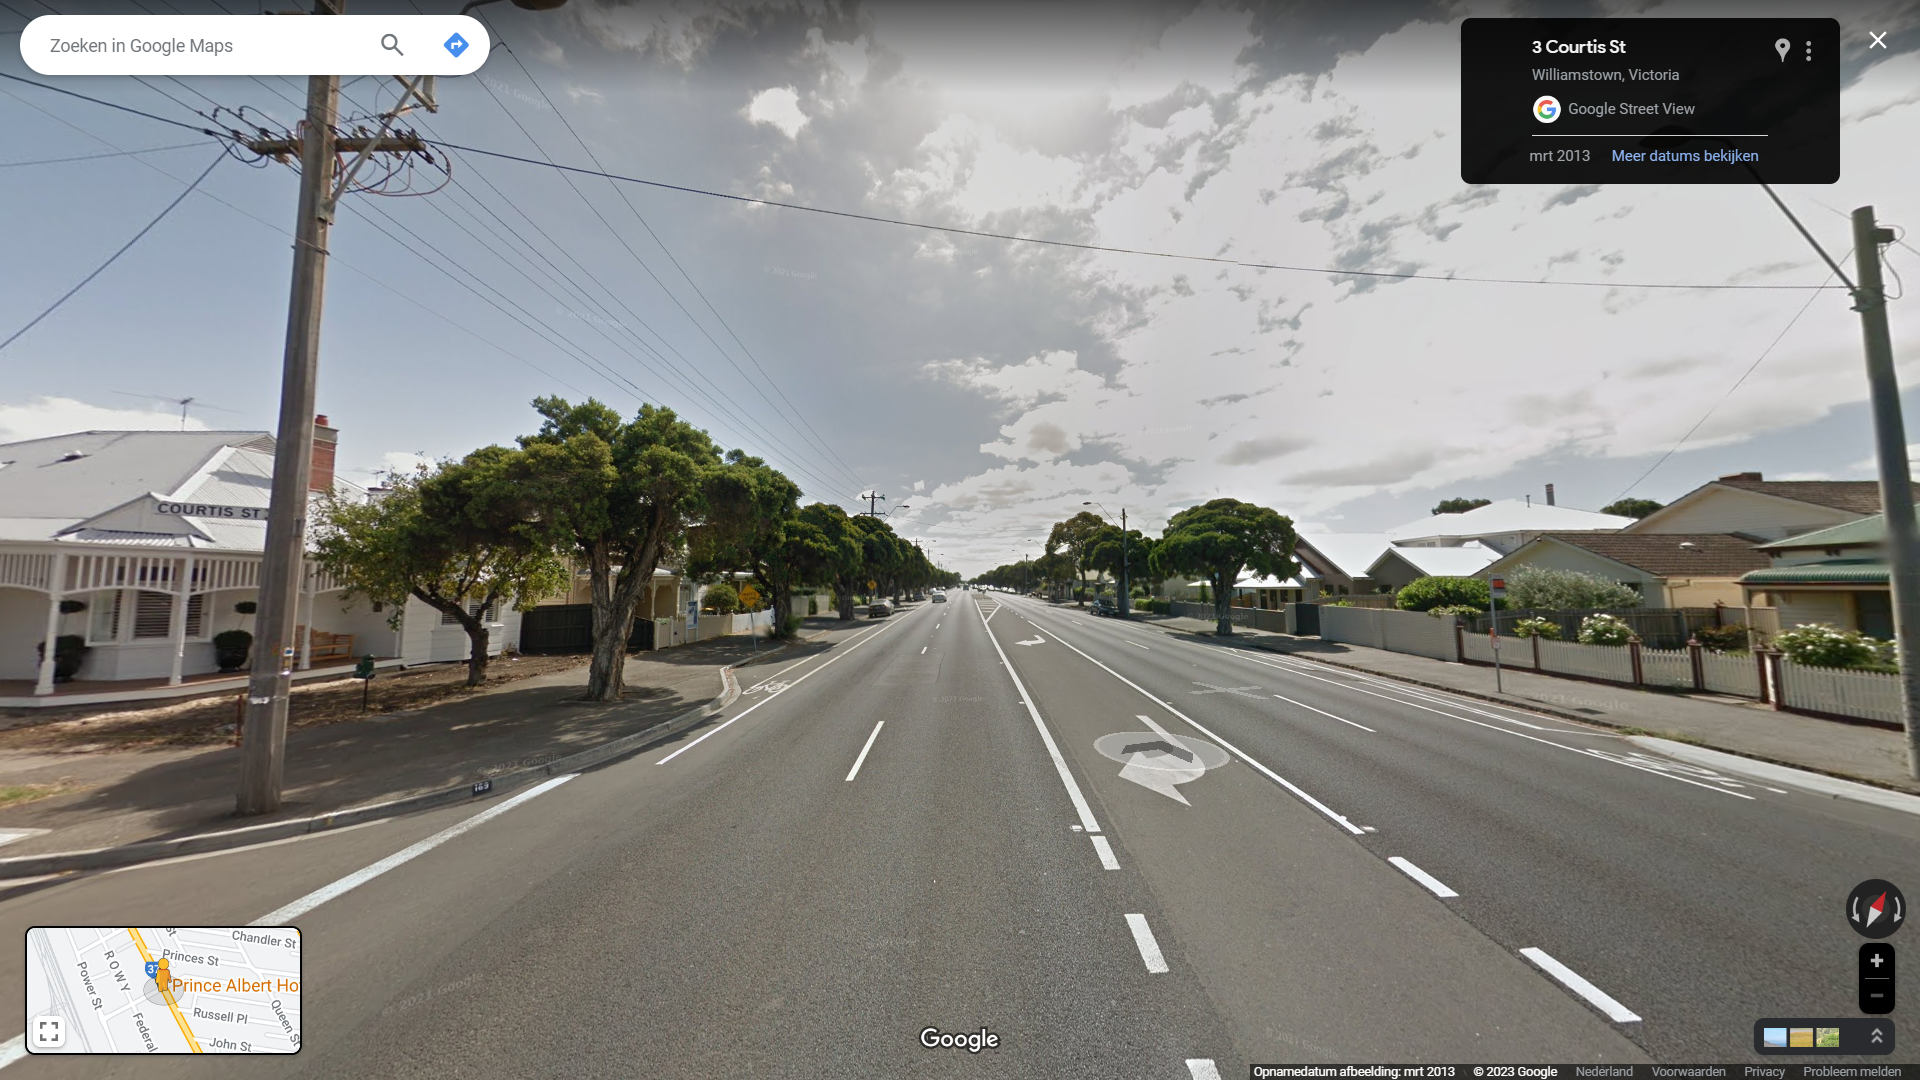 Zoeken in Google Maps
3 Courtis St
Williamstown, Victoria
Google Street View
mrt 2013 Meer datums bekijken
COURTIS ST
169
Chandler St
St
Princes St
ROWY
Power St
37
Prince Albert Ho
Russell Pl
Federal
Queen S
John St
Google
Opnamedatum afbeelding: mrt 2013 © 2023 Google Nederland Voorwaarden Privacy Probleem melden